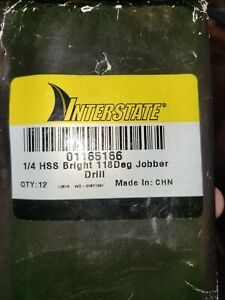 INTERSTATE®
01165166
1/4 HSS Bright 118Deg Jobber
Drill
QTY: 12
Made In: CHN